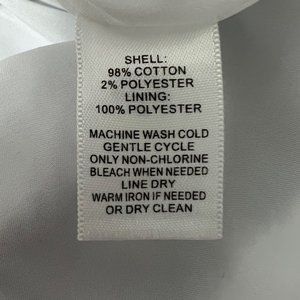 SHELL:
98% COTTON
2% POLYESTER
LINING:
100% POLYESTER
MACHINE WASH COLD
GENTLE CYCLE
ONLY NON-CHLORINE
BLEACH WHEN NEEDED
LINE DRY
WARM IRON IF NEEDED
OR DRY CLEAN